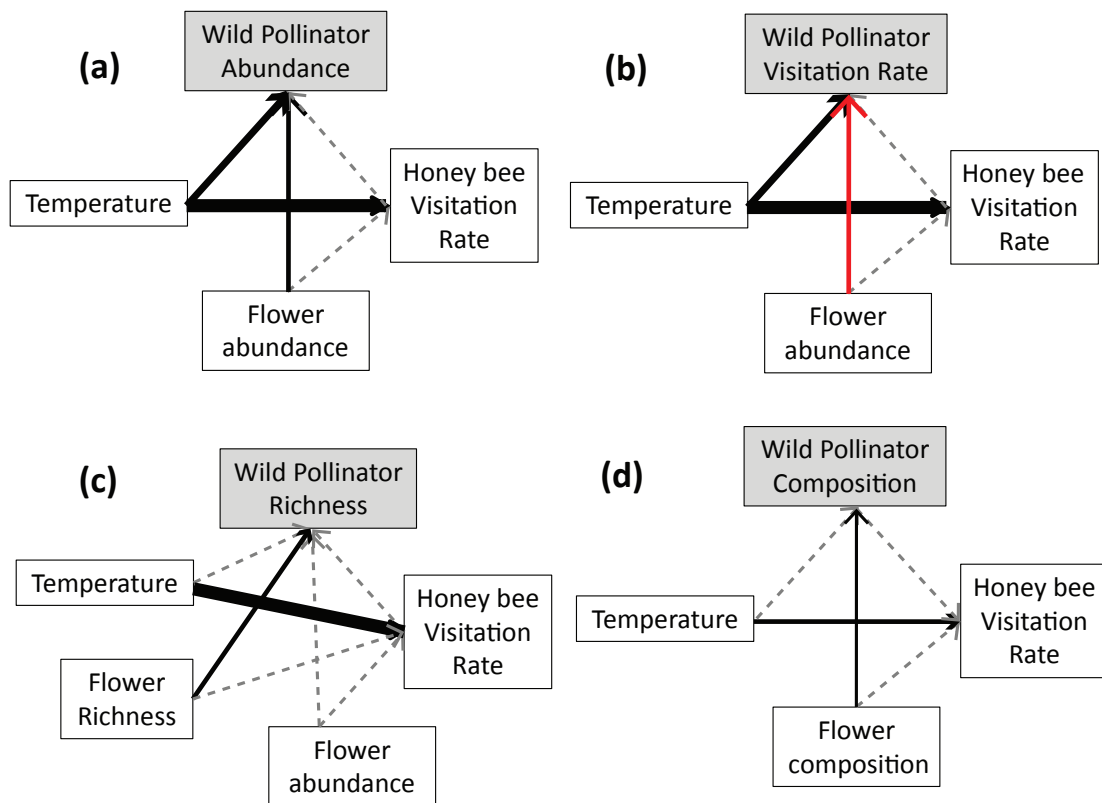 (a)
Wild Pollinator
Abundance
Temperature
Honey bee
Visitation
Rate
Flower
abundance
(b)
Wild Pollinator
Visitation Rate
Temperature
Honey bee
Visitation
Rate
Flower
abundance
(c)
Wild Pollinator
Richness
Temperature
Honey bee
Visitation
Rate
Flower
Richness
Flower
abundance
(d)
Wild Pollinator
Composition
Temperature
Honey bee
Visitation
Rate
Flower
composition